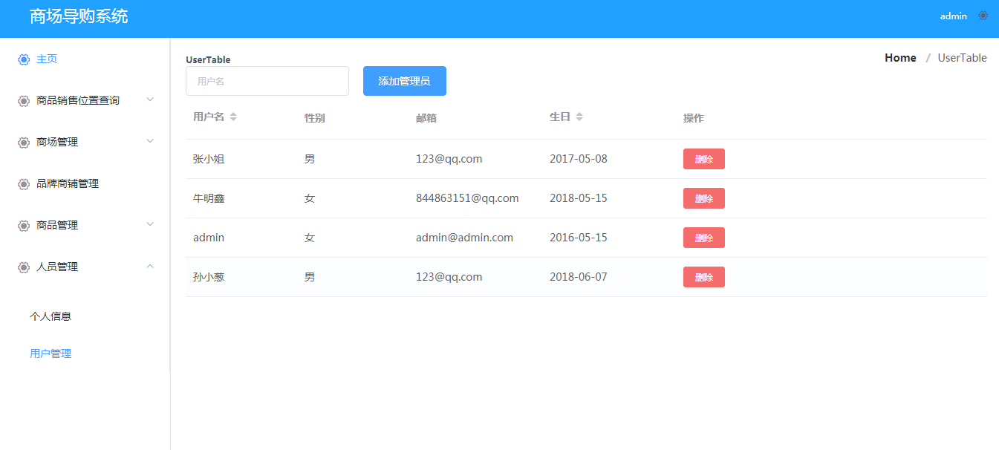 商场导购系统
admin
主页
商品销售位置查询
商场管理
品牌商铺管理
商品管理
人员管理
个人信息
用户管理
UserTable
Home / UserTable
用户名
添加管理员
用户名 性别 邮箱 生日 操作
张小姐 男 123@qq.com 2017-05-08 删除
牛明鑫 女 844863151@qq.com 2018-05-15 删除
admin 女 admin@admin.com 2016-05-15 删除
孙小葱 男 123@qq.com 2018-06-07 删除